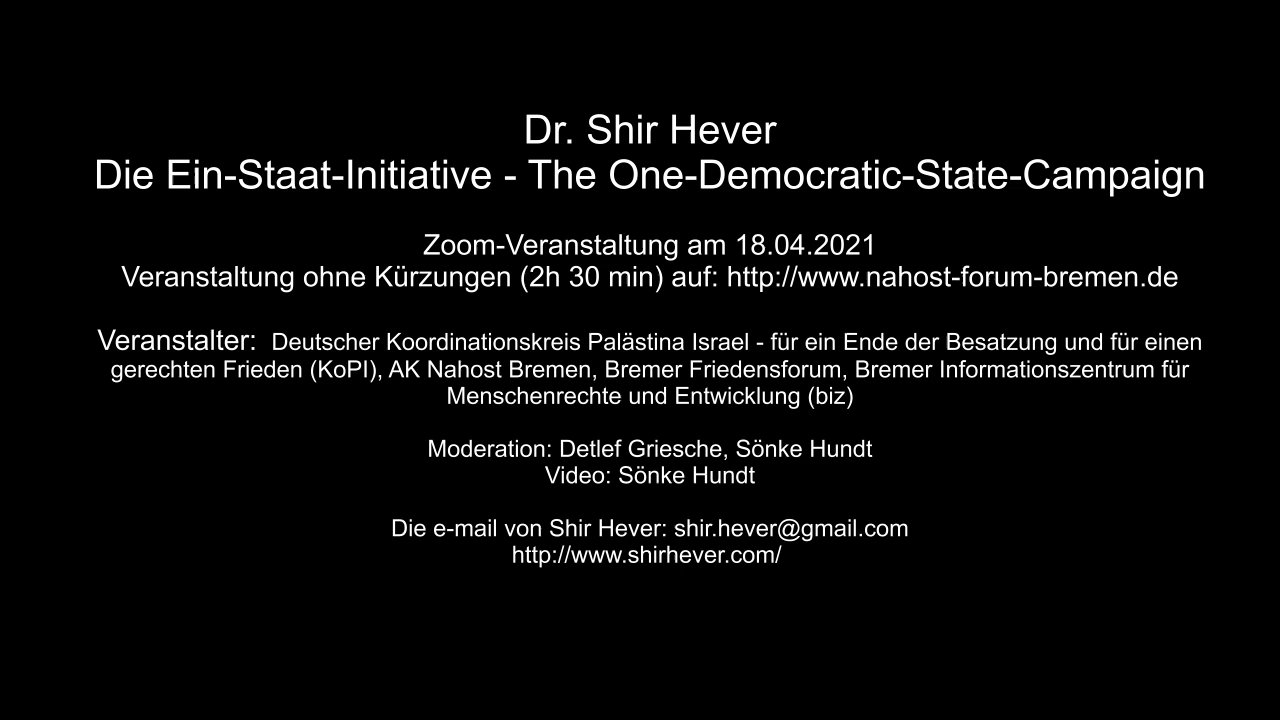 Dr. Shir Hever
Die Ein-Staat-Initiative - The One-Democratic-State-Campaign
Zoom-Veranstaltung am 18.04.2021
Veranstaltung ohne Kürzungen (2h 30 min) auf: http://www.nahost-forum-bremen.de
Veranstalter: Deutscher Koordinationskreis Palästina Israel - für ein Ende der Besatzung und für einen
gerechten Frieden (KoPI), AK Nahost Bremen, Bremer Friedensforum, Bremer Informationszentrum für
Menschenrechte und Entwicklung (biz)
Moderation: Detlef Griesche, Sönke Hundt
Video: Sönke Hundt
Die e-mail von Shir Hever: shir.hever@gmail.com
http://www.shirhever.com/